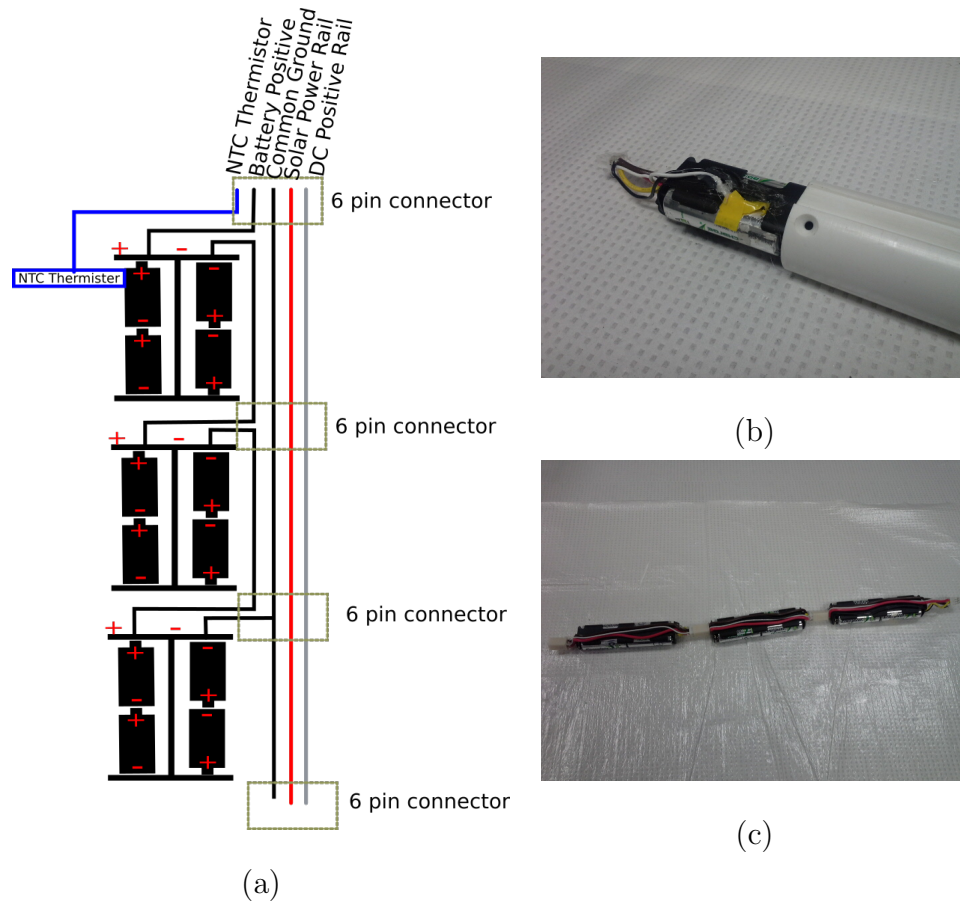 NTC Thermistor
Battery Positive
Common Ground
Solar Power Rail
DC Positive Rail
6 pin connector
+ -
NTC Thermister
+ -
- +
+ -
- +
6 pin connector
+ -
+ -
- +
+ -
- +
6 pin connector
+ -
+ -
- +
+ -
- +
6 pin connector
(a)
(b)
(c)